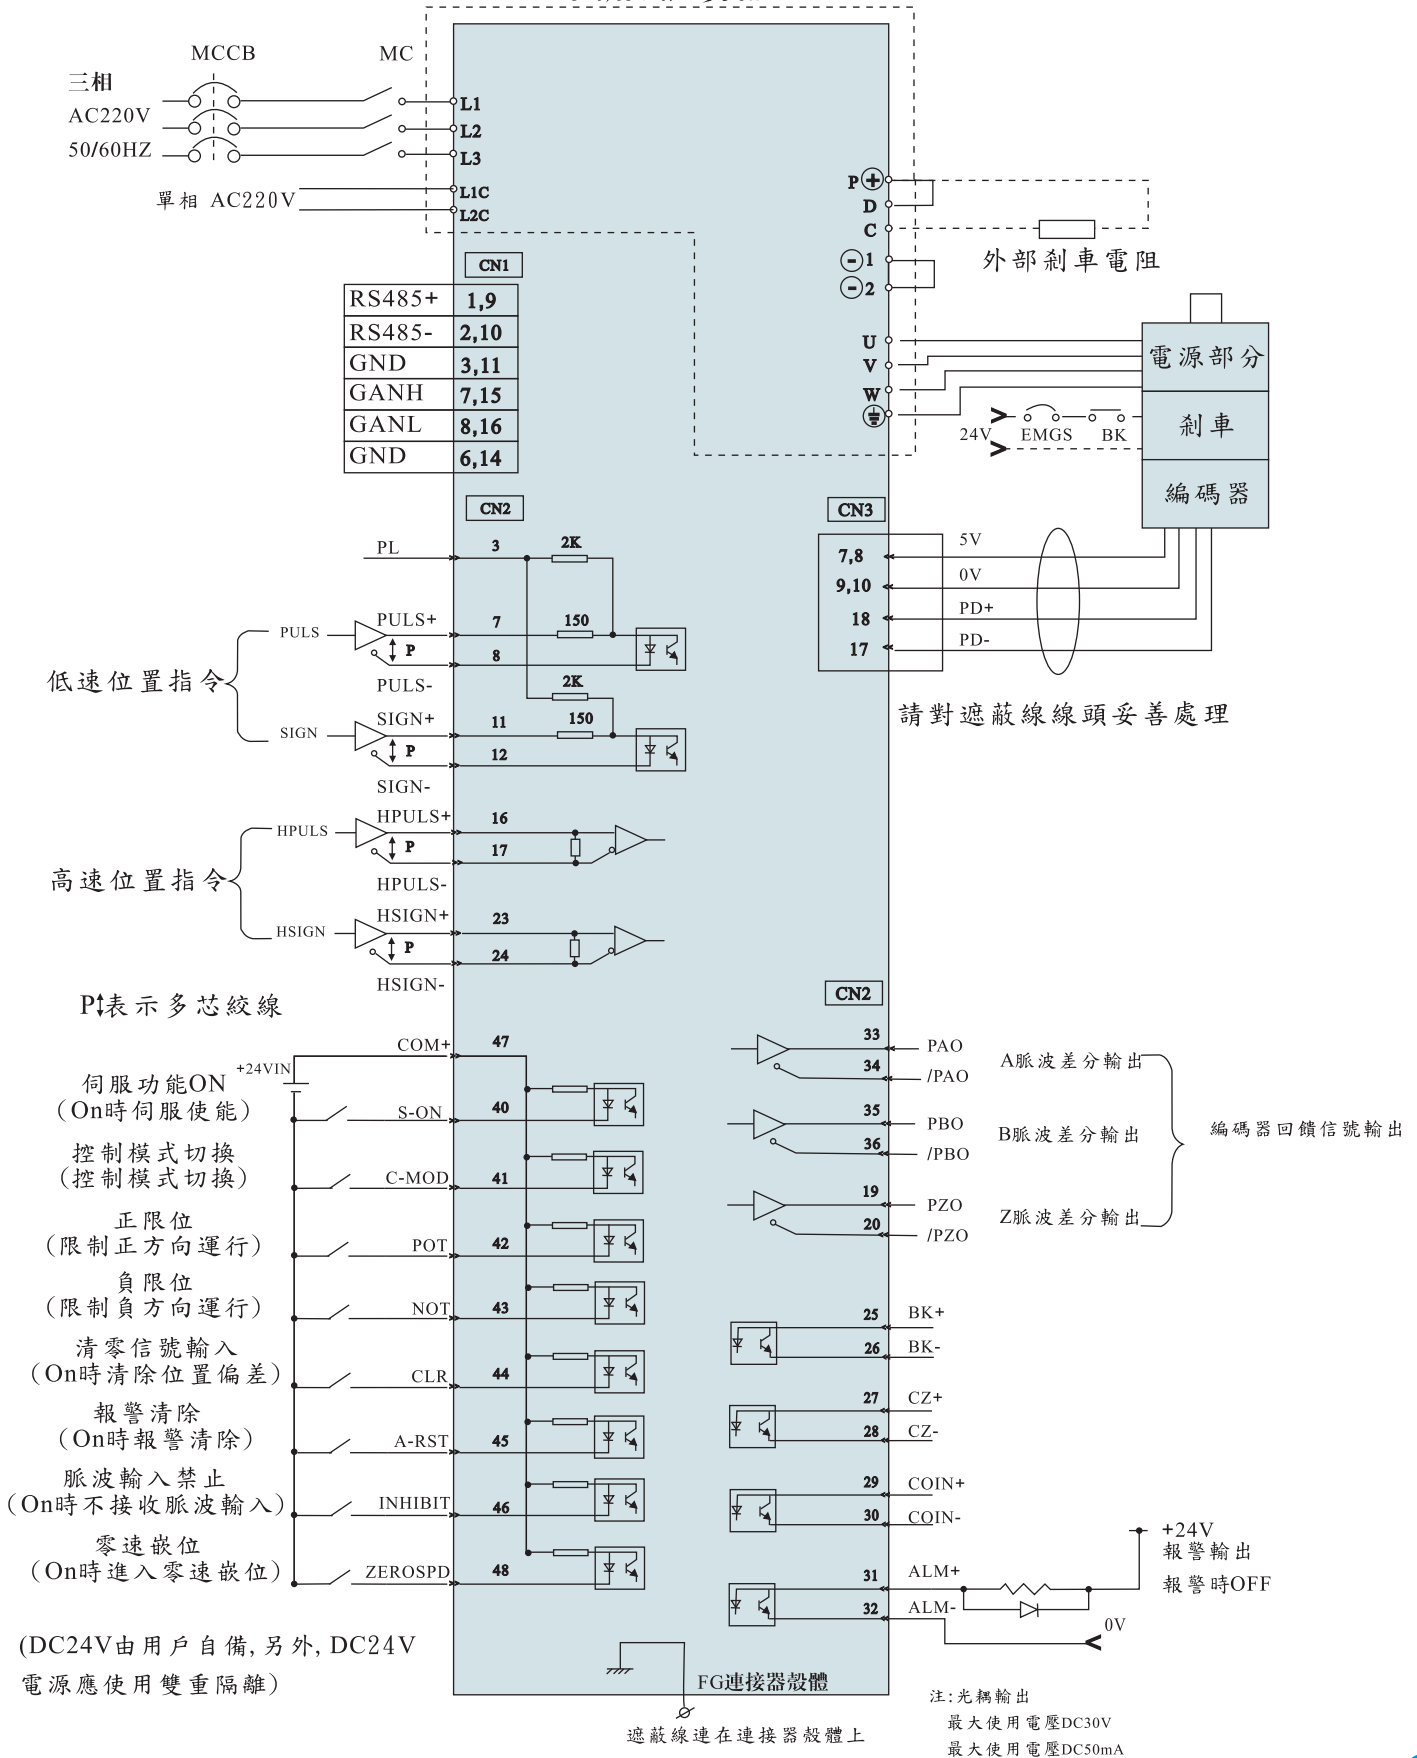 MCCB
MC
三相
AC220V
50/60HZ
單相 AC220V
L1
L2
L3
L1C
L2C
P
D
C
1
2
外部剎車電阻
U
V
W
電源部分
剎車
編碼器
24V
EMGS
BK
CN1
RS485+ 1,9
RS485- 2,10
GND 3,11
GANH 7,15
GANL 8,16
GND 6,14
CN3
7,8 5V
9,10 0V
18 PD+
17 PD-
請對遮蔽線線頭妥善處理
CN2
PL 3 2K
低速位置指令
PULS
PULS+ 7 150
P 8
PULS-
2K
SIGN
SIGN+ 11 150
P 12
SIGN-
高速位置指令
HPULS
HPULS+ 16
P 17
HPULS-
HSIGN
HSIGN+ 23
P 24
HSIGN-
P表示多芯絞線
COM+ 47
+24VIN
伺服功能ON
(On時伺服使能)
S-ON 40
控制模式切換
(控制模式切換)
C-MOD 41
正限位
(限制正方向運行)
POT 42
負限位
(限制負方向運行)
NOT 43
清零信號輸入
(On時清除位置偏差)
CLR 44
報警清除
(On時報警清除)
A-RST 45
脈波輸入禁止
(On時不接收脈波輸入)
INHIBIT 46
零速嵌位
(On時進入零速嵌位)
ZEROSPD 48
(DC24V由用戶自備,另外,DC24V
電源應使用雙重隔離)
CN2
33 PAO
34 /PAO
A脈波差分輸出
35 PBO
36 /PBO
B脈波差分輸出
19 PZO
20 /PZO
Z脈波差分輸出
編碼器回饋信號輸出
25 BK+
26 BK-
27 CZ+
28 CZ-
29 COIN+
30 COIN-
31 ALM+
32 ALM-
+24V
報警輸出
報警時OFF
0V
FG連接器殼體
遮蔽線連在連接器殼體上
注:光耦輸出
最大使用電壓DC30V
最大使用電壓DC50mA